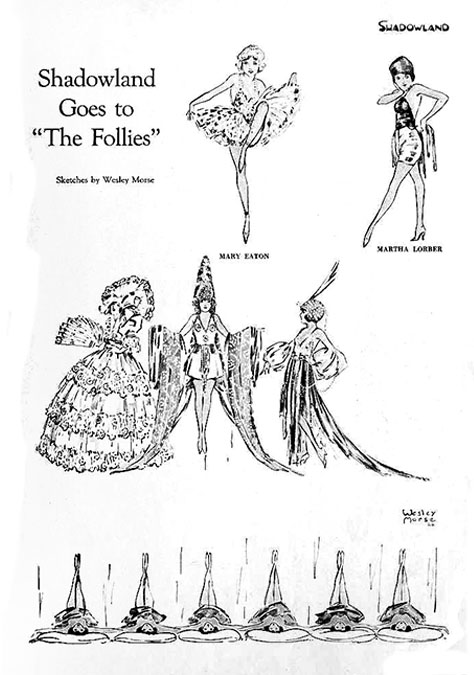 SHADOWLAND
Shadowland
Goes to
"The Follies"
Sketches by Wesley Morse
MARY EATON
MARTHA LORBER
Wesley
Morse